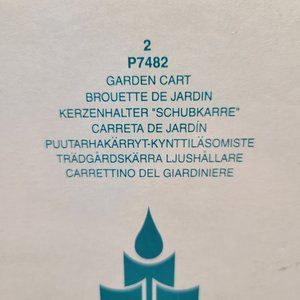 2
P7482
GARDEN CART
BROUETTE DE JARDIN
KERZENHALTER "SCHUBKARRE"
CARRETA DE JARDÍN
PUUTARHAKÄRRYT-KYNTTILÄSOMISTE
TRÄDGÅRDSKÄRRA LJUSHÅLLARE
CARRETTINO DEL GIARDINIERE